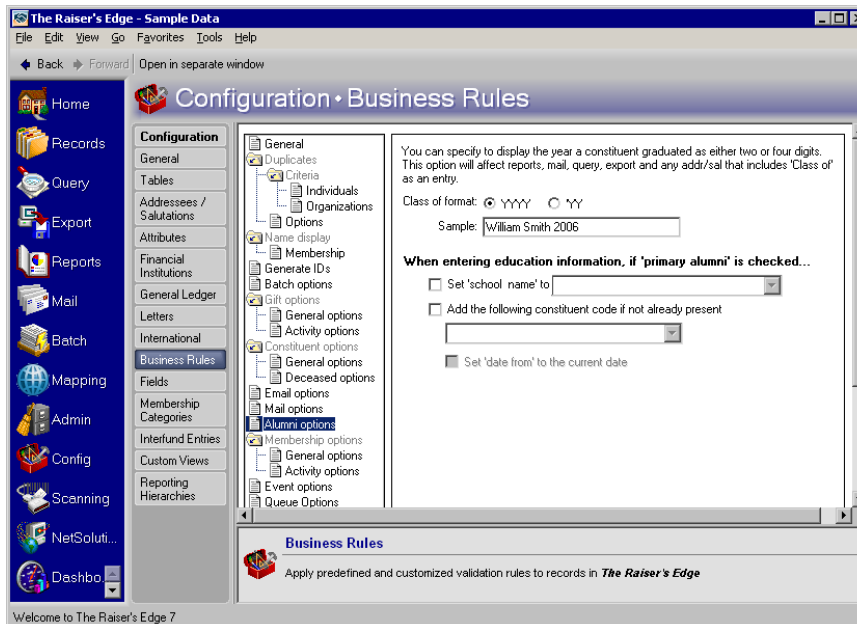 The Raiser's Edge - Sample Data
File Edit View Go Favorites Tools Help
Back Forward Open in separate window
Configuration • Business Rules
Home
Records
Query
Export
Reports
Mail
Batch
Mapping
Admin
Config
Scanning
NetSoluti...
Dashbo...
Configuration
General
Tables
Addressees /
Salutations
Attributes
Financial
Institutions
General Ledger
Letters
International
Business Rules
Fields
Membership
Categories
Interfund Entries
Custom Views
Reporting
Hierarchies
General
Duplicates
Criteria
Individuals
Organizations
Options
Name display
Membership
Generate IDs
Batch options
Gift options
General options
Activity options
Constituent options
General options
Deceased options
Email options
Mail options
Alumni options
Membership options
General options
Activity options
Event options
Queue Options
You can specify to display the year a constituent graduated as either two or four digits.
This option will affect reports, mail, query, export and any addr/sal that includes 'Class of'
as an entry.
Class of format: YYYY YY
Sample: William Smith 2006
When entering education information, if 'primary alumni' is checked...
Set 'school name' to
Add the following constituent code if not already present
Set 'date from' to the current date
Business Rules
Apply predefined and customized validation rules to records in The Raiser's Edge
Welcome to The Raiser's Edge 7